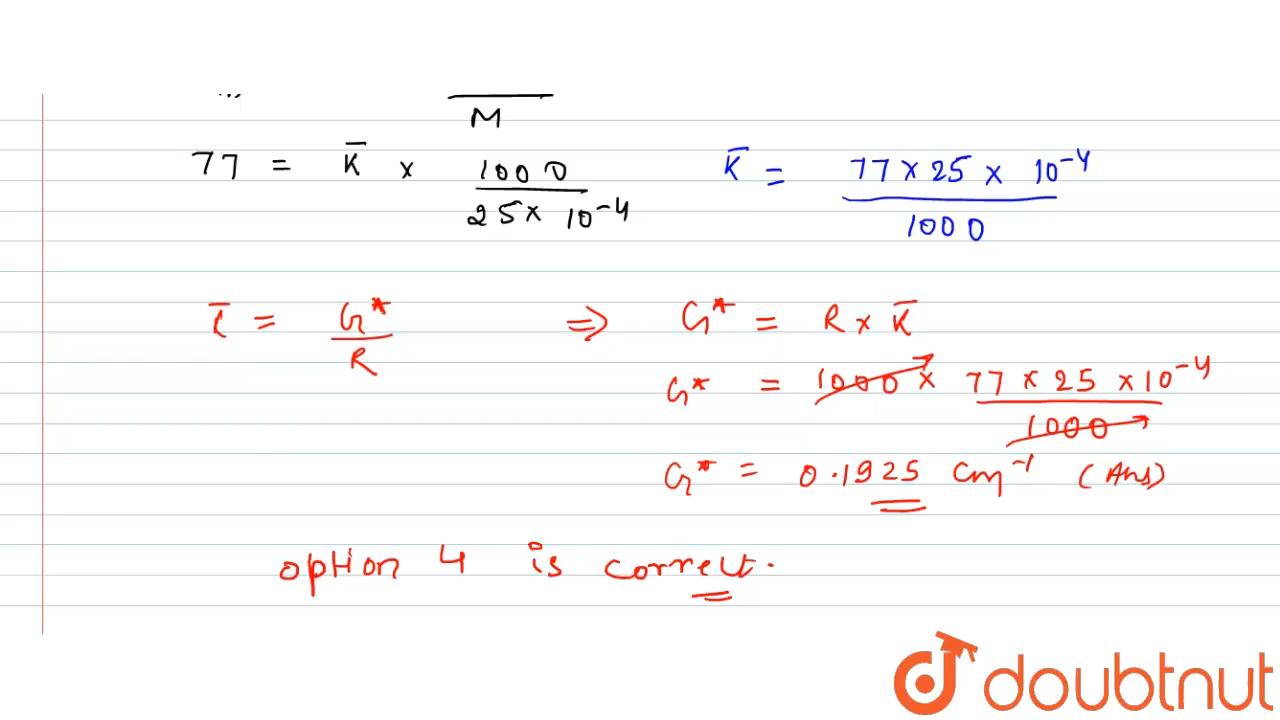 M
77 = K̅ × 1000 / 25 × 10⁻⁴
K̅ = 77 × 25 × 10⁻⁴ / 1000
= G* / R ⇒ G* = R × K̅
G* = 1000 × 77 × 25 × 10⁻⁴ / 1000
G* = 0.1925 Cm⁻¹ (Ans)
option 4 is correct.
doubtnut